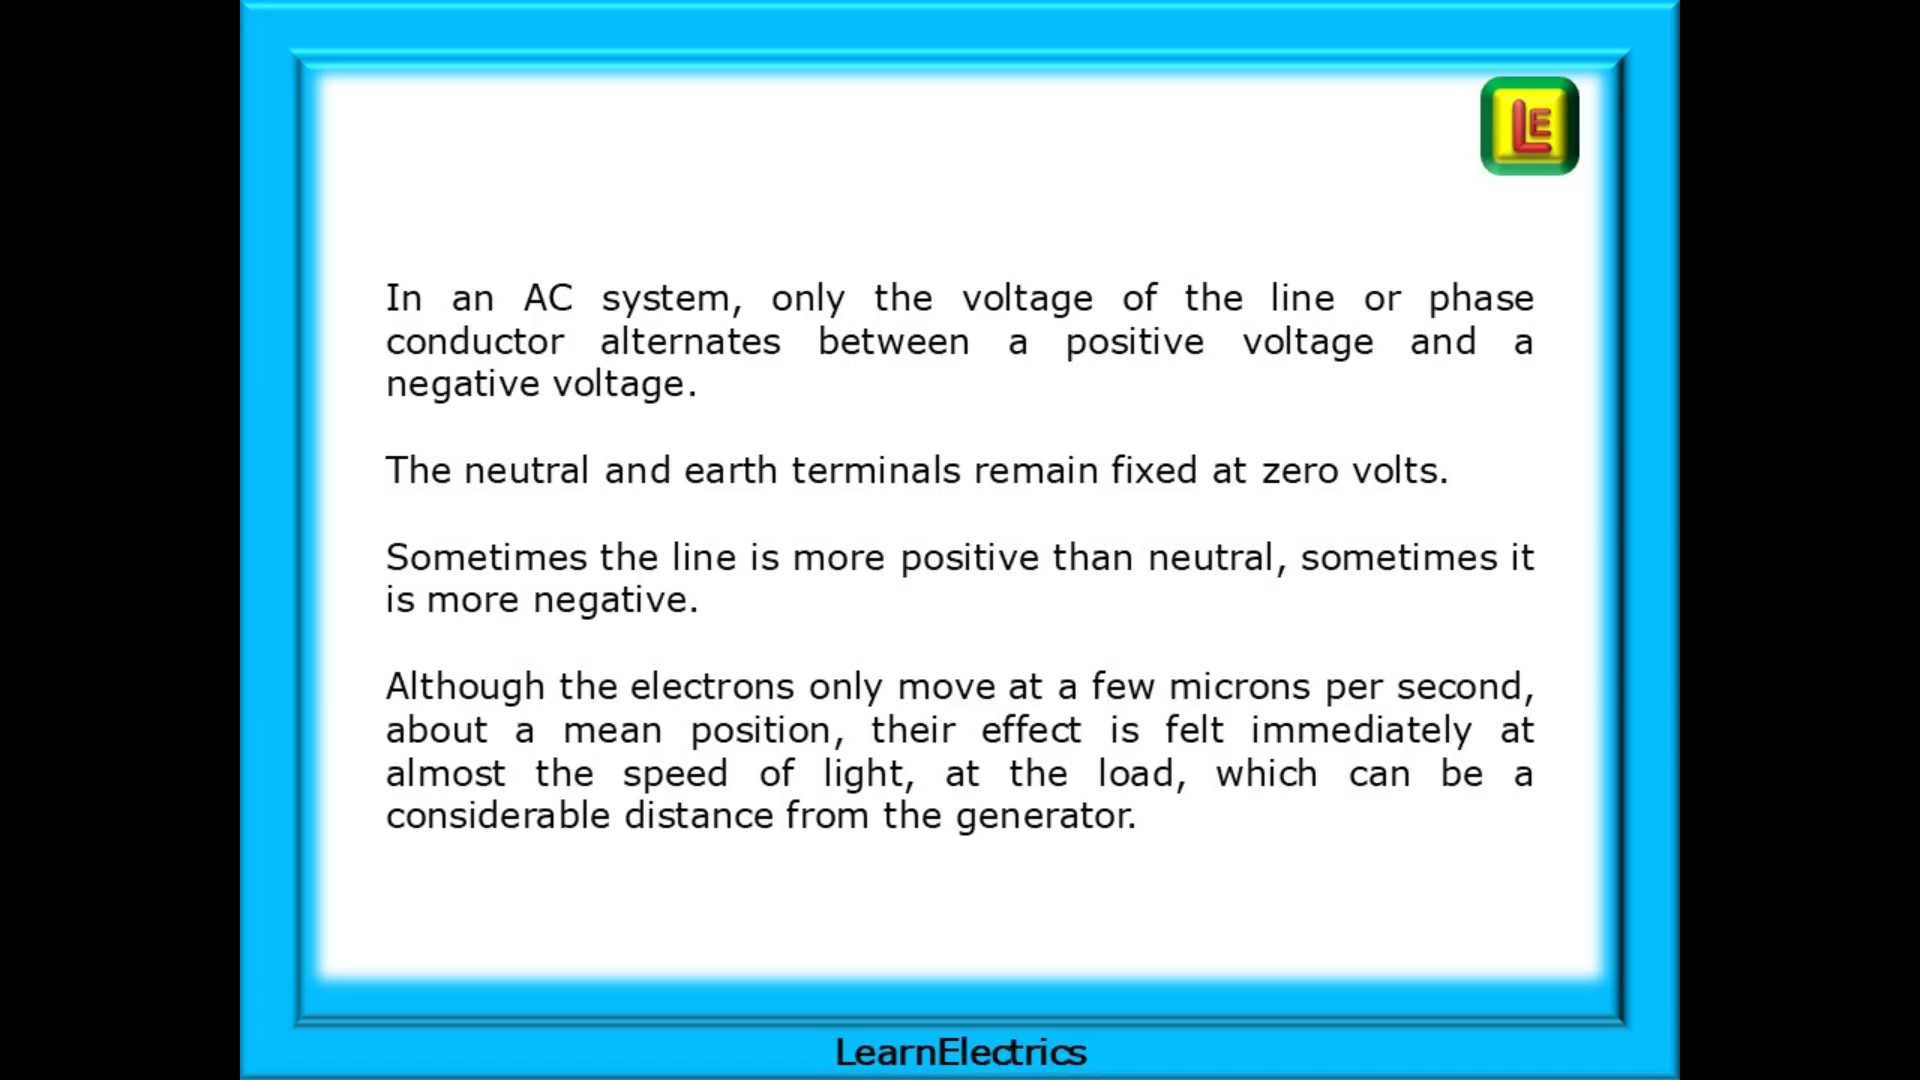 LE
In an AC system, only the voltage of the line or phase
conductor alternates between a positive voltage and a
negative voltage.
The neutral and earth terminals remain fixed at zero volts.
Sometimes the line is more positive than neutral, sometimes it
is more negative.
Although the electrons only move at a few microns per second,
about a mean position, their effect is felt immediately at
almost the speed of light, at the load, which can be a
considerable distance from the generator.
LearnElectrics